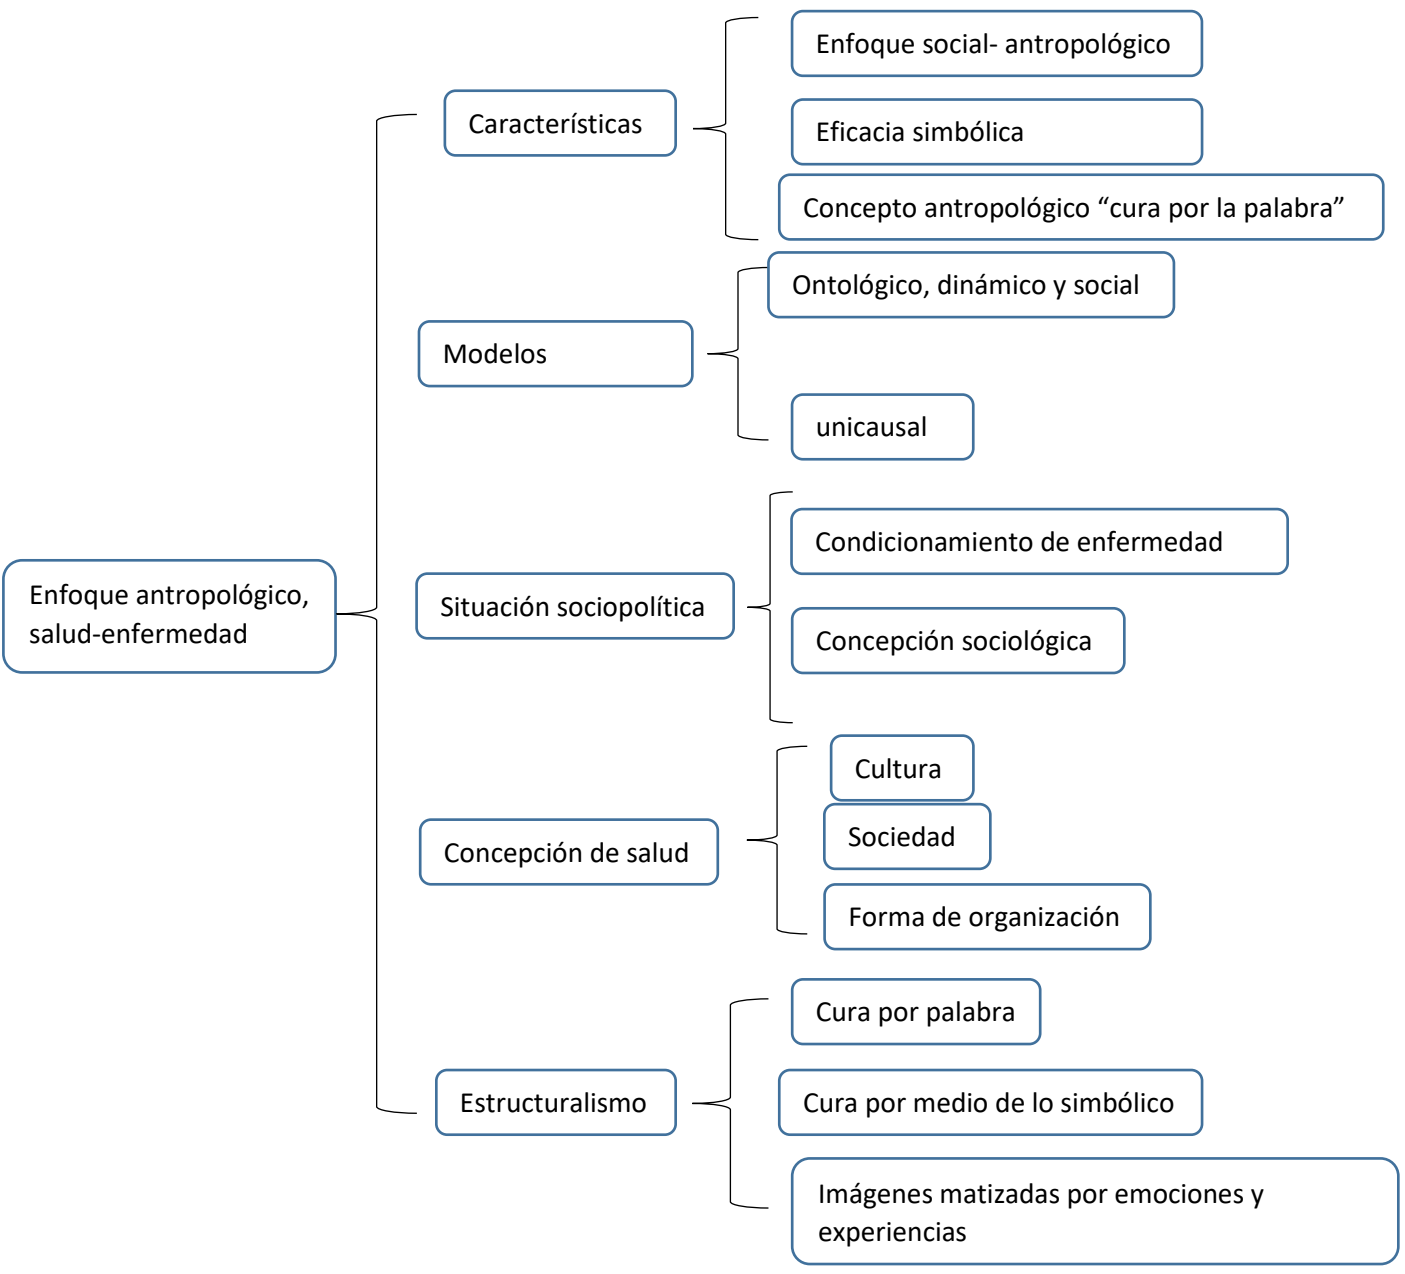 Enfoque antropológico,
salud-enfermedad
Características
Enfoque social- antropológico
Eficacia simbólica
Concepto antropológico “cura por la palabra”
Modelos
Ontológico, dinámico y social
unicausal
Situación sociopolítica
Condicionamiento de enfermedad
Concepción sociológica
Concepción de salud
Cultura
Sociedad
Forma de organización
Estructuralismo
Cura por palabra
Cura por medio de lo simbólico
Imágenes matizadas por emociones y
experiencias